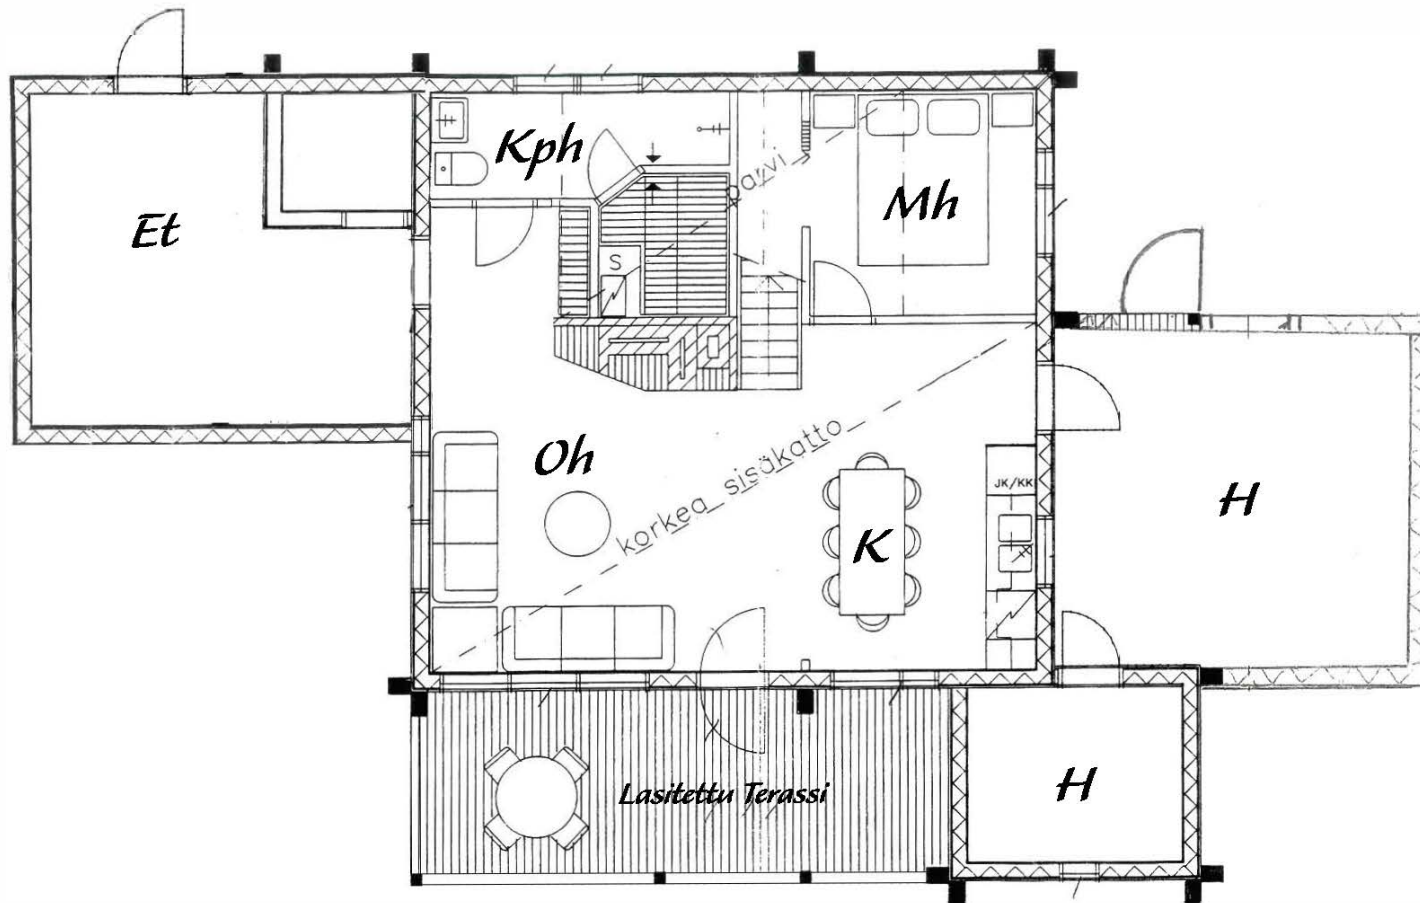 Kph
parvi
Mh
Et
S
Oh
korkea sisäkatto
JK/KK
K
H
Lasitettu Terassi
H